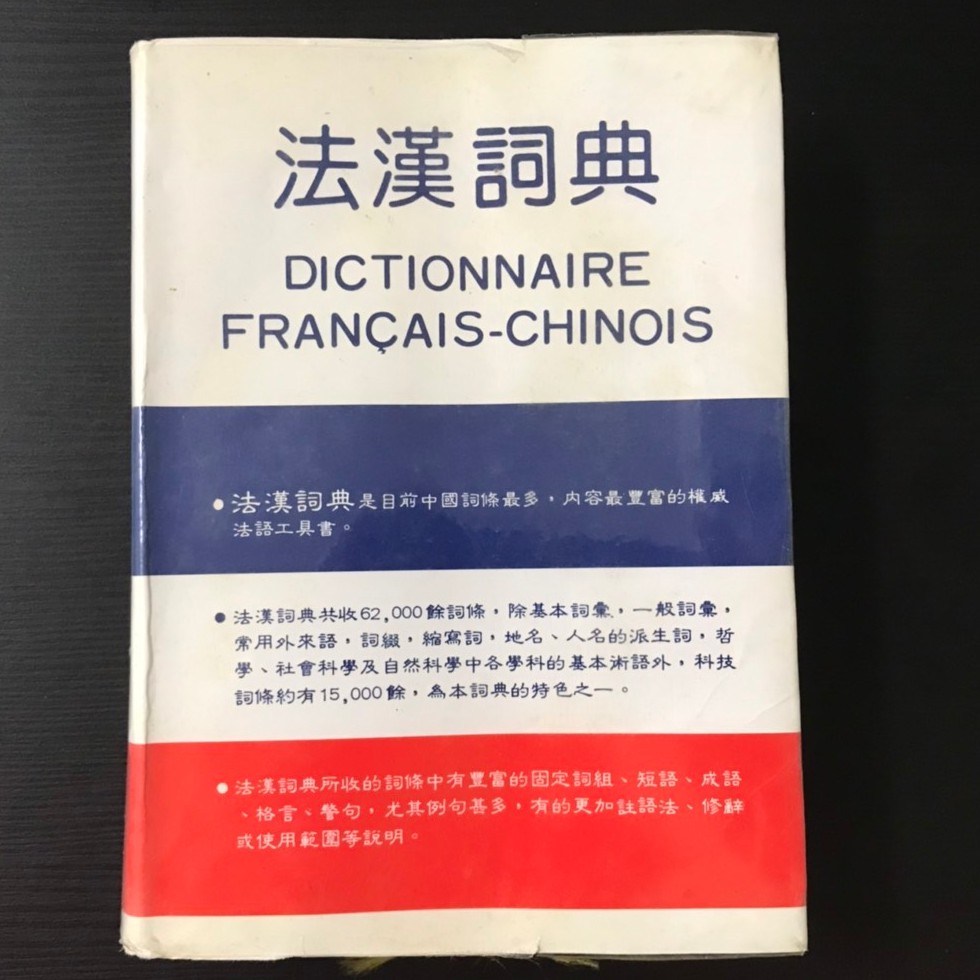 法漢詞典
DICTIONNAIRE
FRANÇAIS-CHINOIS
•法漢詞典是目前中國詞條最多，內容最豐富的權威
法語工具書。
•法漢詞典共收62,000餘詞條，除基本詞彙，一般詞彙，
常用外來語，詞綴，縮寫詞，地名、人名的派生詞，哲
學、社會科學及自然科學中各學科的基本術語外，科技
詞條約有15,000餘，為本詞典的特色之一。
•法漢詞典所收的詞條中有豐富的固定詞組、短語、成語
、格言、警句，尤其例句甚多，有的更加註語法、修辭
或使用範圍等說明。